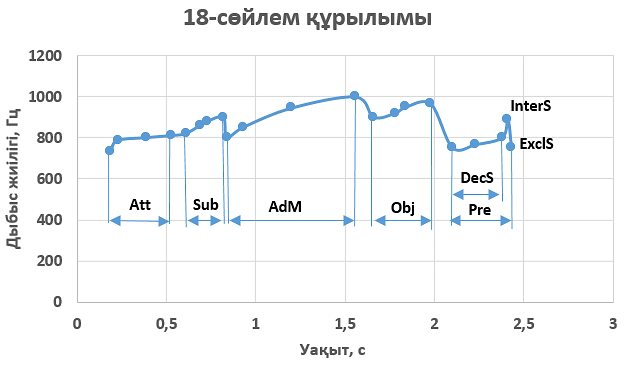 18-сөйлем құрылымы
Дыбыс жиілігі, Гц
1200
1000
800
600
400
200
0
InterS
ExclS
DecS
Att
Sub
AdM
Obj
Pre
0
0,5
1
1,5
2
2,5
3
Уақыт, с